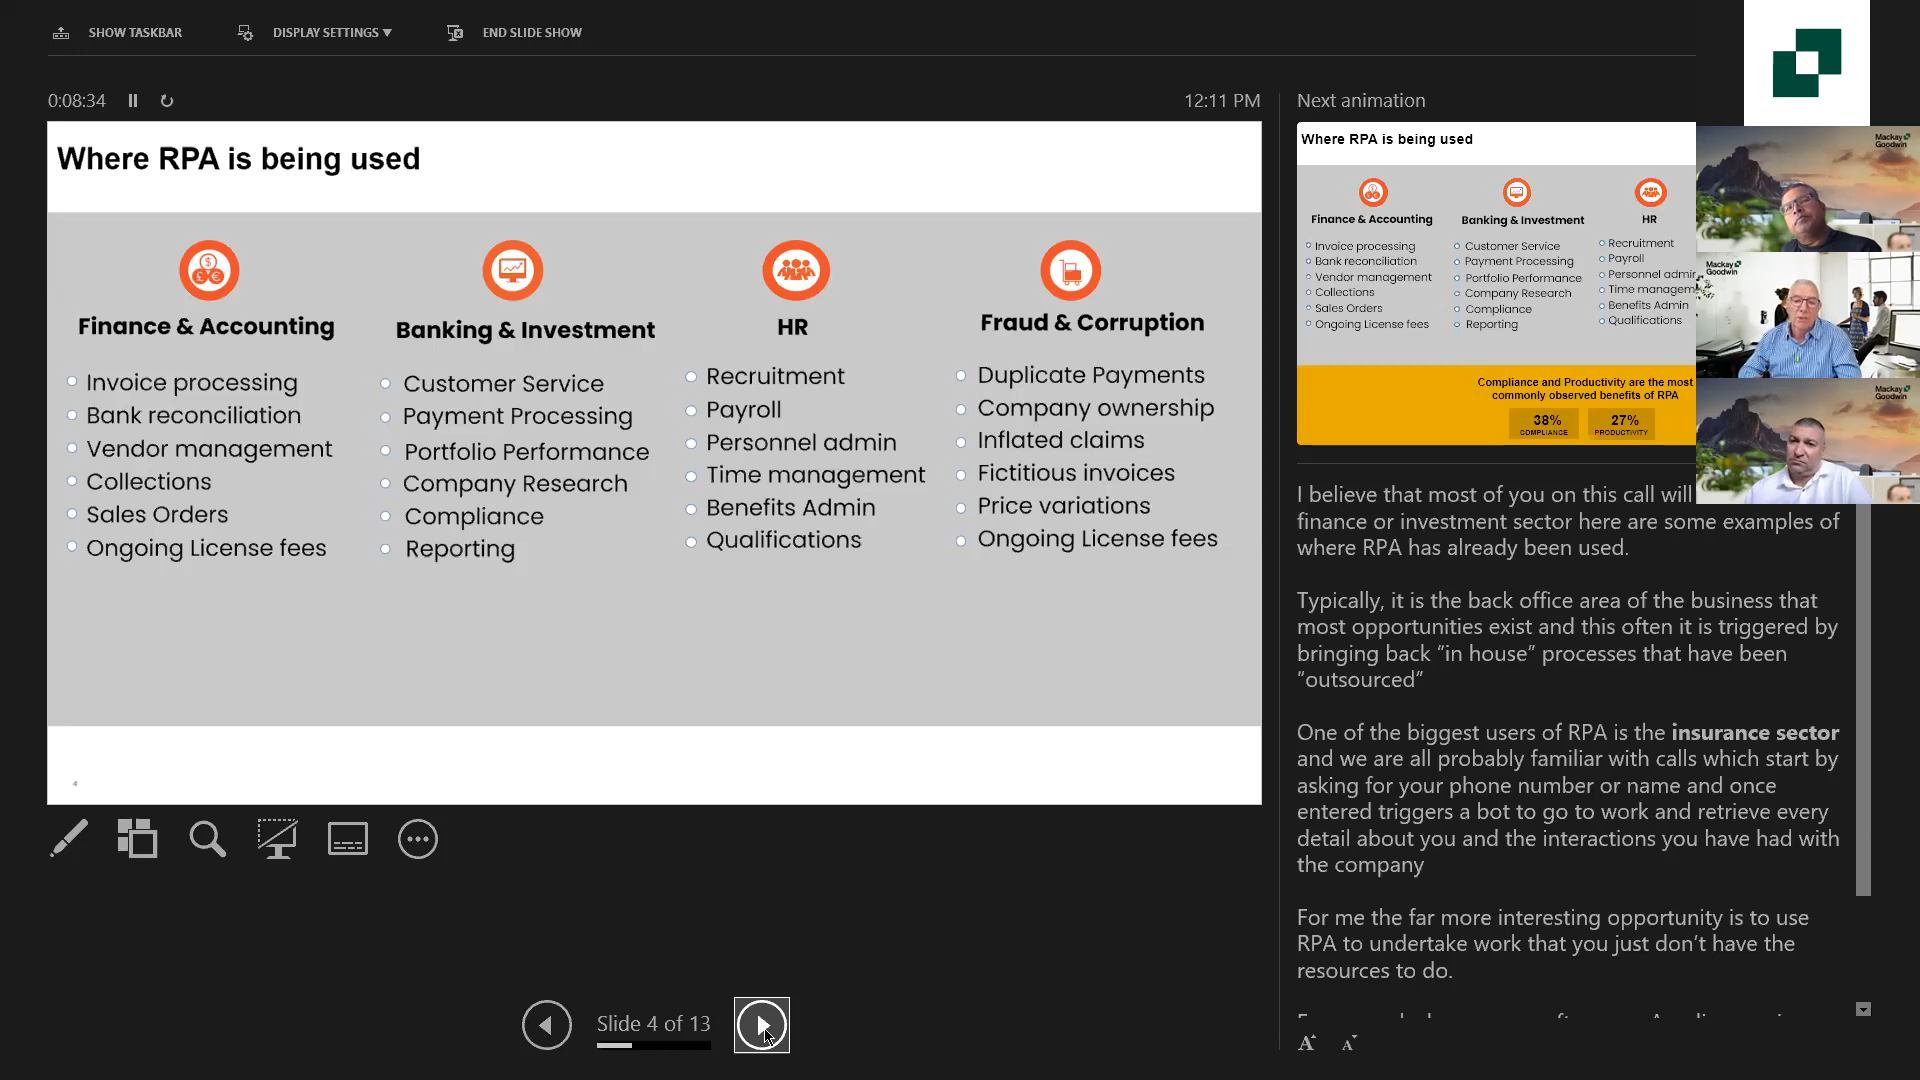 SHOW TASKBAR
DISPLAY SETTINGS
END SLIDE SHOW
0:08:34
12:11 PM
Where RPA is being used
Finance & Accounting
Invoice processing
Bank reconciliation
Vendor management
Collections
Sales Orders
Ongoing License fees
Banking & Investment
Customer Service
Payment Processing
Portfolio Performance
Company Research
Compliance
Reporting
HR
Recruitment
Payroll
Personnel admin
Time management
Benefits Admin
Qualifications
Fraud & Corruption
Duplicate Payments
Company ownership
Inflated claims
Fictitious invoices
Price variations
Ongoing License fees
4
Slide 4 of 13
Next animation
Where RPA is being used
Finance & Accounting
Invoice processing
Bank reconciliation
Vendor management
Collections
Sales Orders
Ongoing License fees
Banking & Investment
Customer Service
Payment Processing
Portfolio Performance
Company Research
Compliance
Reporting
HR
Recruitment
Payroll
Personnel admin
Time managem
Benefits Admin
Qualifications
Compliance and Productivity are the most
commonly observed benefits of RPA
38%
COMPLIANCE
27%
PRODUCTIVITY
Mackay
Goodwin
Mackay
Goodwin
Mackay
Goodwin
I believe that most of you on this call will
finance or investment sector here are some examples of
where RPA has already been used.
Typically, it is the back office area of the business that
most opportunities exist and this often it is triggered by
bringing back “in house” processes that have been
“outsourced”
One of the biggest users of RPA is the insurance sector
and we are all probably familiar with calls which start by
asking for your phone number or name and once
entered triggers a bot to go to work and retrieve every
detail about you and the interactions you have had with
the company
For me the far more interesting opportunity is to use
RPA to undertake work that you just don’t have the
resources to do.
A A